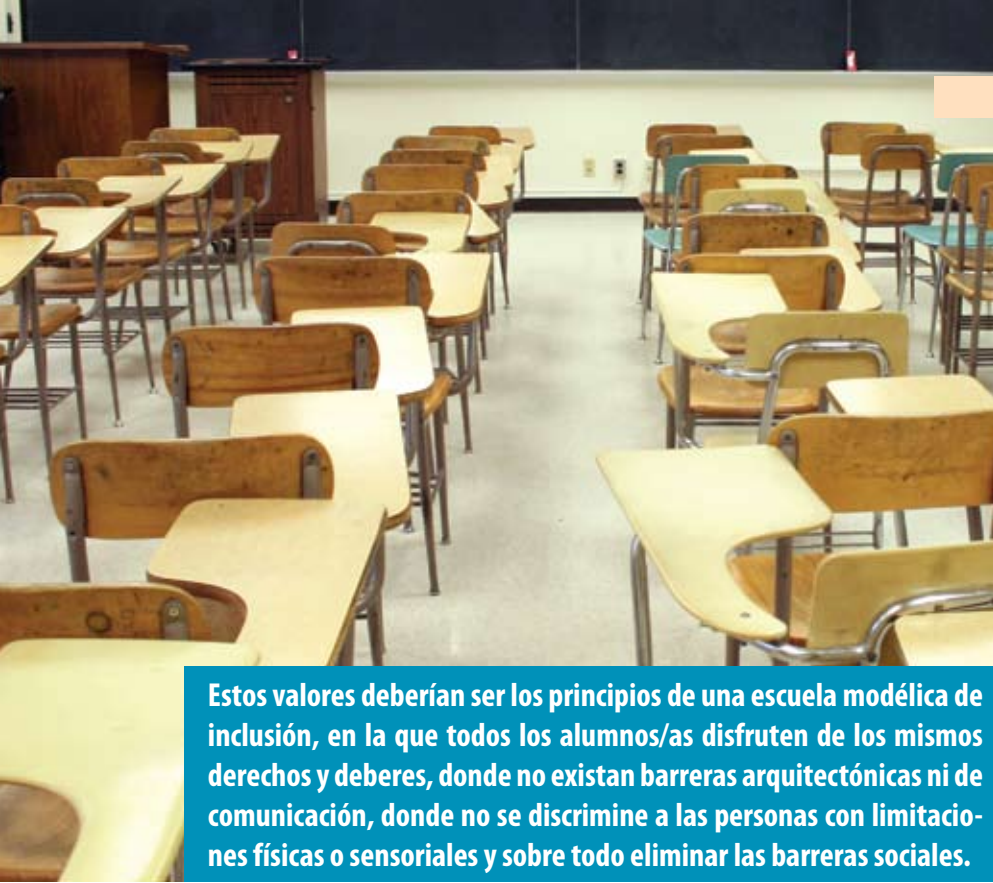 Estos valores deberían ser los principios de una escuela modélica de
inclusión, en la que todos los alumnos/as disfruten de los mismos
derechos y deberes, donde no existan barreras arquitectónicas ni de
comunicación, donde no se discrimine a las personas con limitacio-
nes físicas o sensoriales y sobre todo eliminar las barreras sociales.